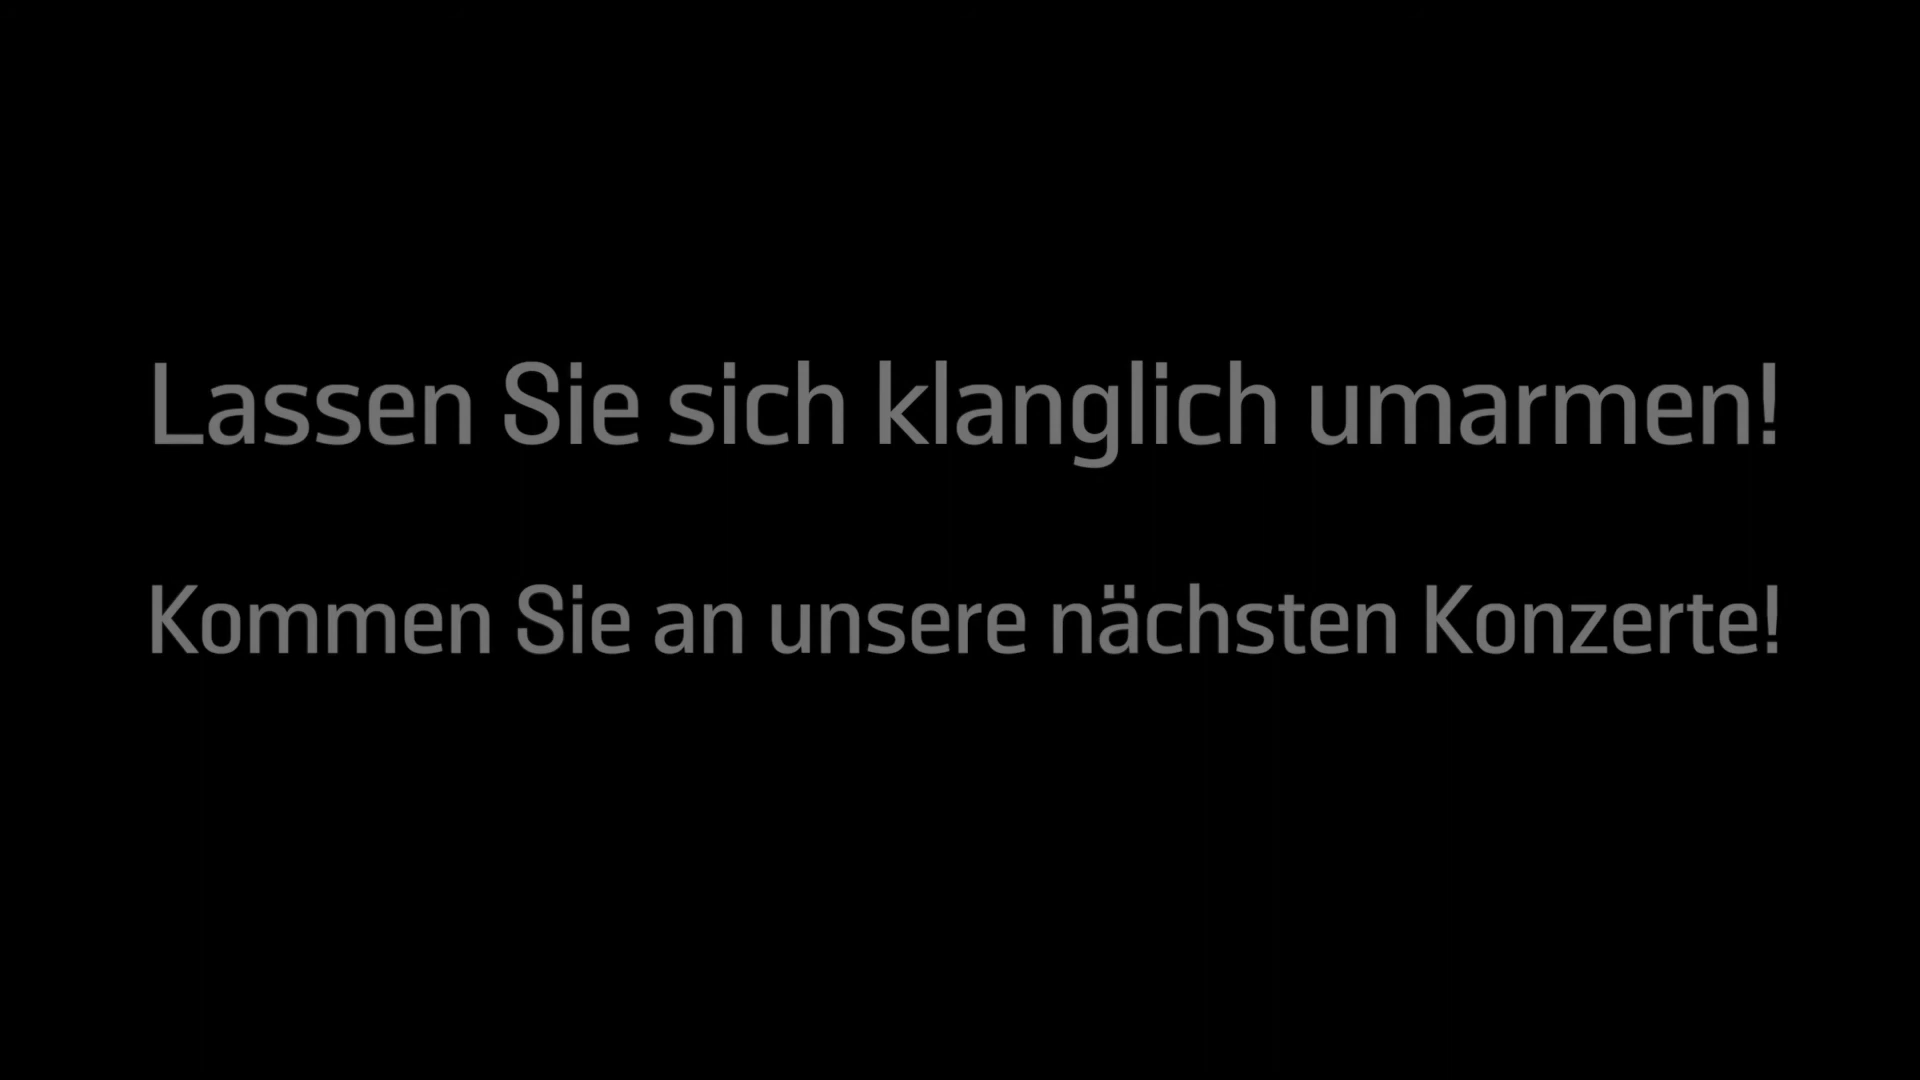 Lassen Sie sich klanglich umarmen!
Kommen Sie an unsere nächsten Konzerte!